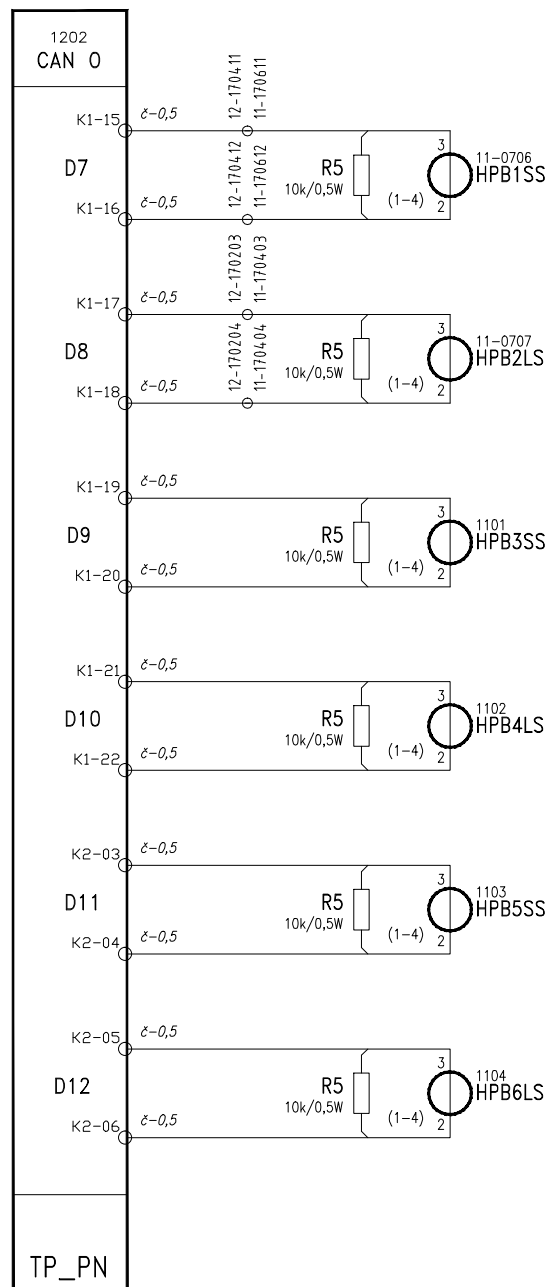 1202
CAN 0
K1-15
č-0,5
12-170411
11-170611
D7
R5
10k/0,5W
3
11-0706
HPB1SS
(1-4)
2
K1-16
č-0,5
12-170412
11-170612
K1-17
č-0,5
12-170203
11-170403
D8
R5
10k/0,5W
3
11-0707
HPB2LS
(1-4)
2
K1-18
č-0,5
12-170204
11-170404
K1-19
č-0,5
D9
R5
10k/0,5W
3
1101
HPB3SS
(1-4)
2
K1-20
č-0,5
K1-21
č-0,5
D10
R5
10k/0,5W
3
1102
HPB4LS
(1-4)
2
K1-22
č-0,5
K2-03
č-0,5
D11
R5
10k/0,5W
3
1103
HPB5SS
(1-4)
2
K2-04
č-0,5
K2-05
č-0,5
D12
R5
10k/0,5W
3
1104
HPB6LS
(1-4)
2
K2-06
č-0,5
TP_PN